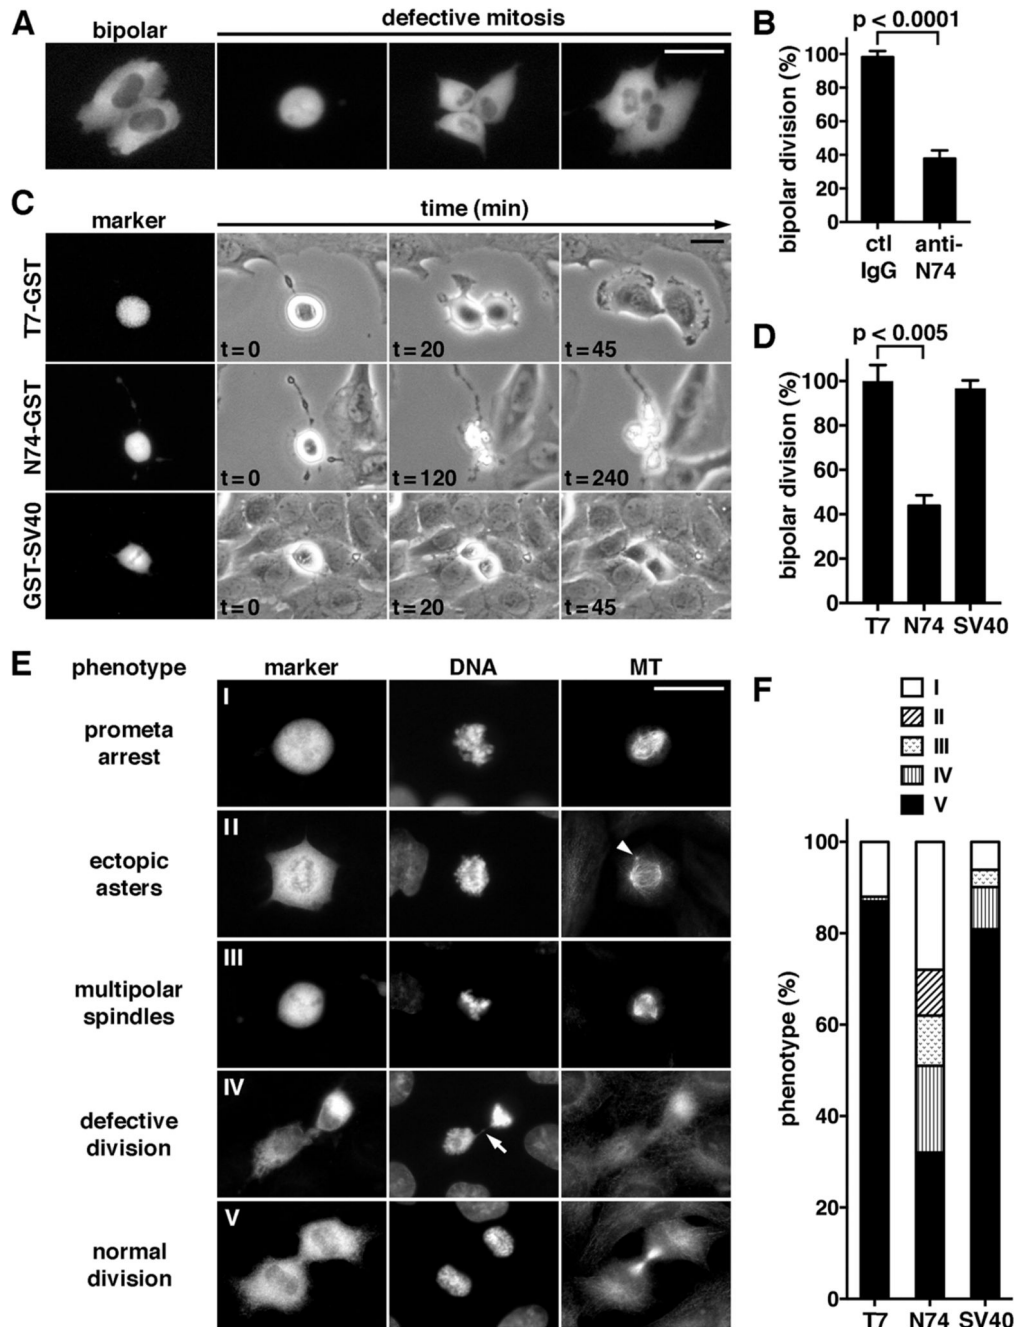 A
bipolar
defective mitosis
B
p < 0.0001
bipolar division (%)
100
80
60
40
20
0
ctl
IgG
anti-
N74
C
marker
time (min)
T7-GST
t = 0
t = 20
t = 45
N74-GST
t = 0
t = 120
t = 240
GST-SV40
t = 0
t = 20
t = 45
D
p < 0.005
bipolar division (%)
100
80
60
40
20
0
T7 N74 SV40
E
phenotype marker DNA MT
I
prometa
arrest
II
ectopic
asters
III
multipolar
spindles
IV
defective
division
V
normal
division
F
I
II
III
IV
V
phenotype (%)
100
80
60
40
20
0
T7 N74 SV40